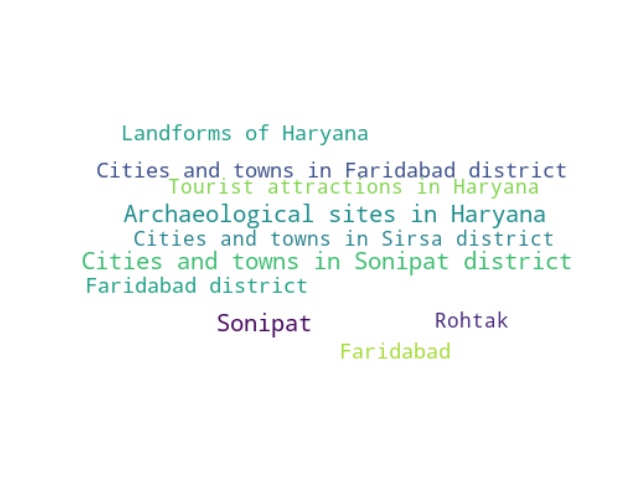 Landforms of Haryana
Cities and towns in Faridabad district
Tourist attractions in Haryana
Archaeological sites in Haryana
Cities and towns in Sirsa district
Cities and towns in Sonipat district
Faridabad district
Sonipat
Rohtak
Faridabad